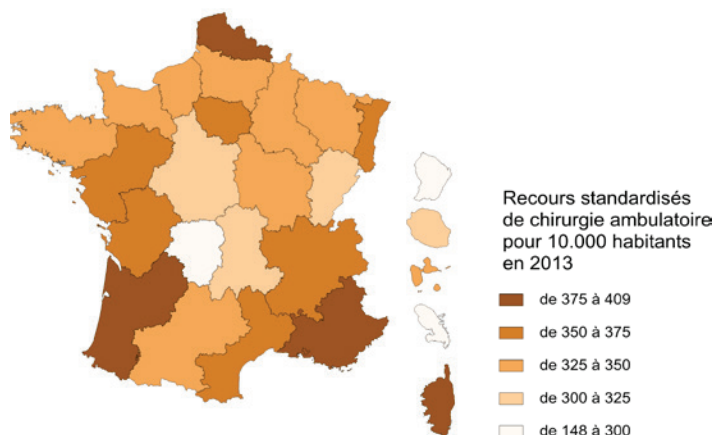 Recours standardisés
de chirurgie ambulatoire
pour 10.000 habitants
en 2013
de 375 à 409
de 350 à 375
de 325 à 350
de 300 à 325
de 148 à 300